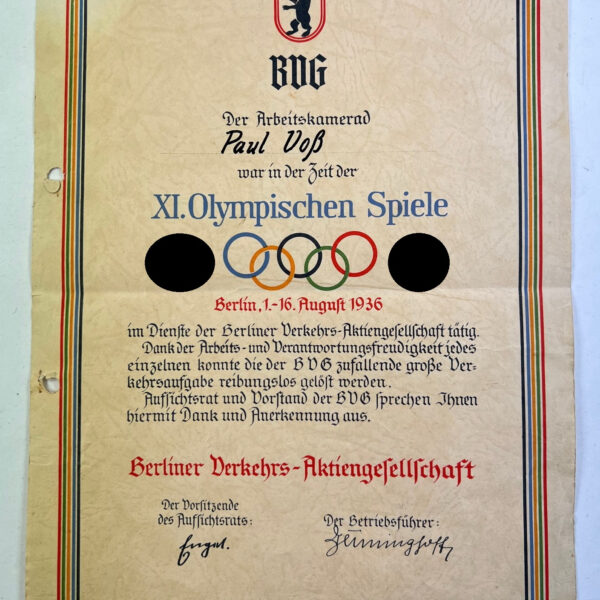 BVG
Der Arbeitskamerad
Paul Voß
war in der Zeit der
XI. Olympischen Spiele
Berlin, 1.-16. August 1936
im Dienste der Berliner Verkehrs-Aktiengesellschaft tätig.
Dank der Arbeits- und Verantwortungsfreudigkeit jedes
einzelnen konnte die der BVG zufallende große Ver-
kehrsaufgabe reibungslos gelöst werden.
Aufsichtsrat und Vorstand der BVG sprechen Ihnen
hiermit Dank und Anerkennung aus.
Berliner Verkehrs-Aktiengesellschaft
Der Vorsitzende
des Aufsichtsrats:
Engel.
Der Betriebsführer: